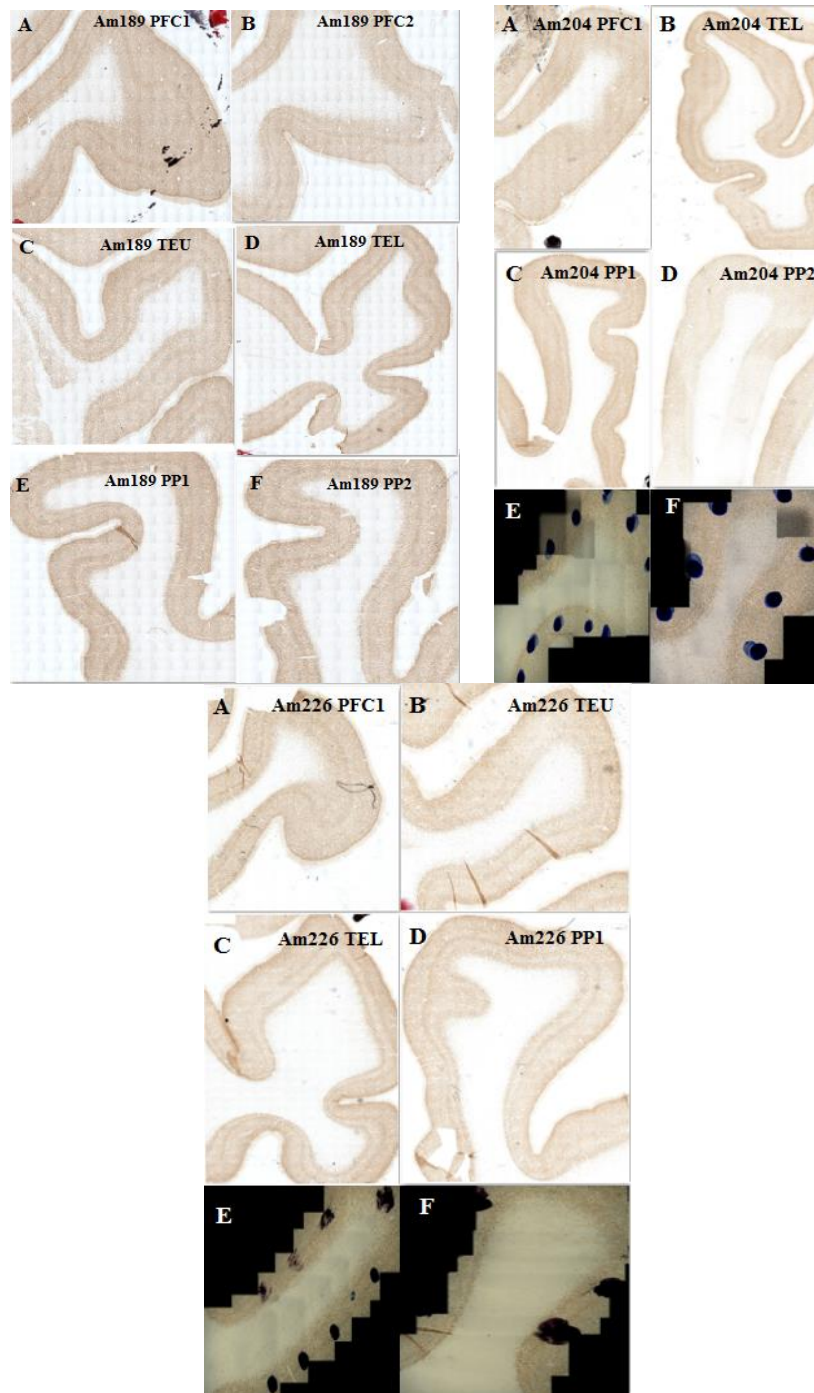 A Am189 PFC1
B Am189 PFC2
C Am189 TEU
D Am189 TEL
E Am189 PP1
F Am189 PP2
A Am204 PFC1
B Am204 TEL
C Am204 PP1
D Am204 PP2
E
F
A Am226 PFC1
B Am226 TEU
C Am226 TEL
D Am226 PP1
E
F